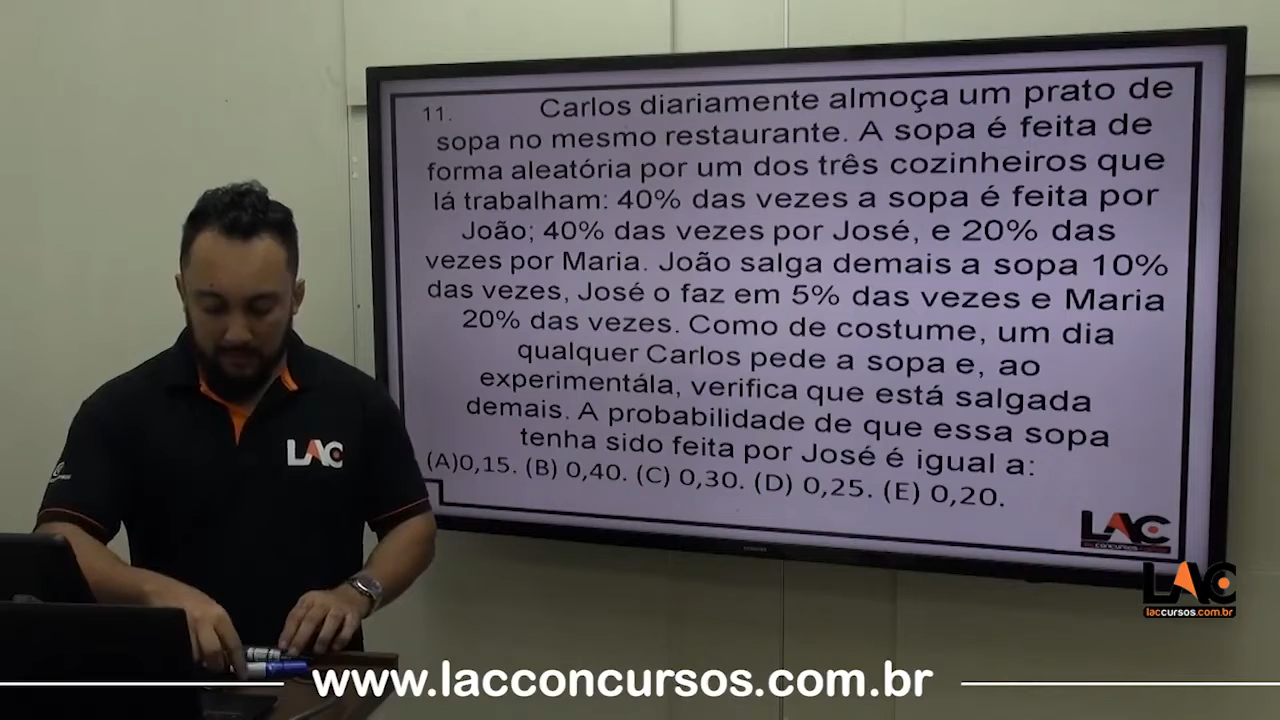 11. Carlos diariamente almoça um prato de
sopa no mesmo restaurante. A sopa é feita de
forma aleatória por um dos três cozinheiros que
lá trabalham: 40% das vezes a sopa é feita por
João; 40% das vezes por José, e 20% das
vezes por Maria. João salga demais a sopa 10%
das vezes, José o faz em 5% das vezes e Maria
20% das vezes. Como de costume, um dia
qualquer Carlos pede a sopa e, ao
experimentála, verifica que está salgada
demais. A probabilidade de que essa sopa
tenha sido feita por José é igual a:
(A)0,15. (B) 0,40. (C) 0,30. (D) 0,25. (E) 0,20.
LAC
LAC
LAC
laccursos.com.br
www.lacconcursos.com.br